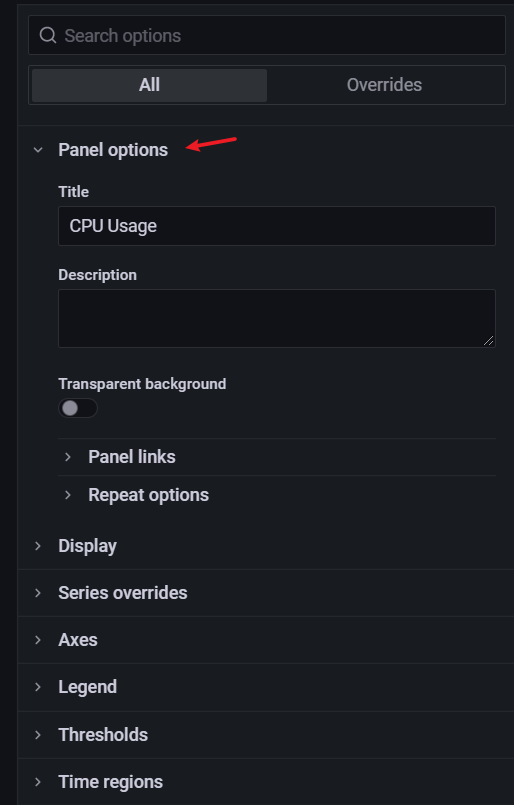 Search options
All Overrides
Panel options
Title
CPU Usage
Description
Transparent background
Panel links
Repeat options
Display
Series overrides
Axes
Legend
Thresholds
Time regions